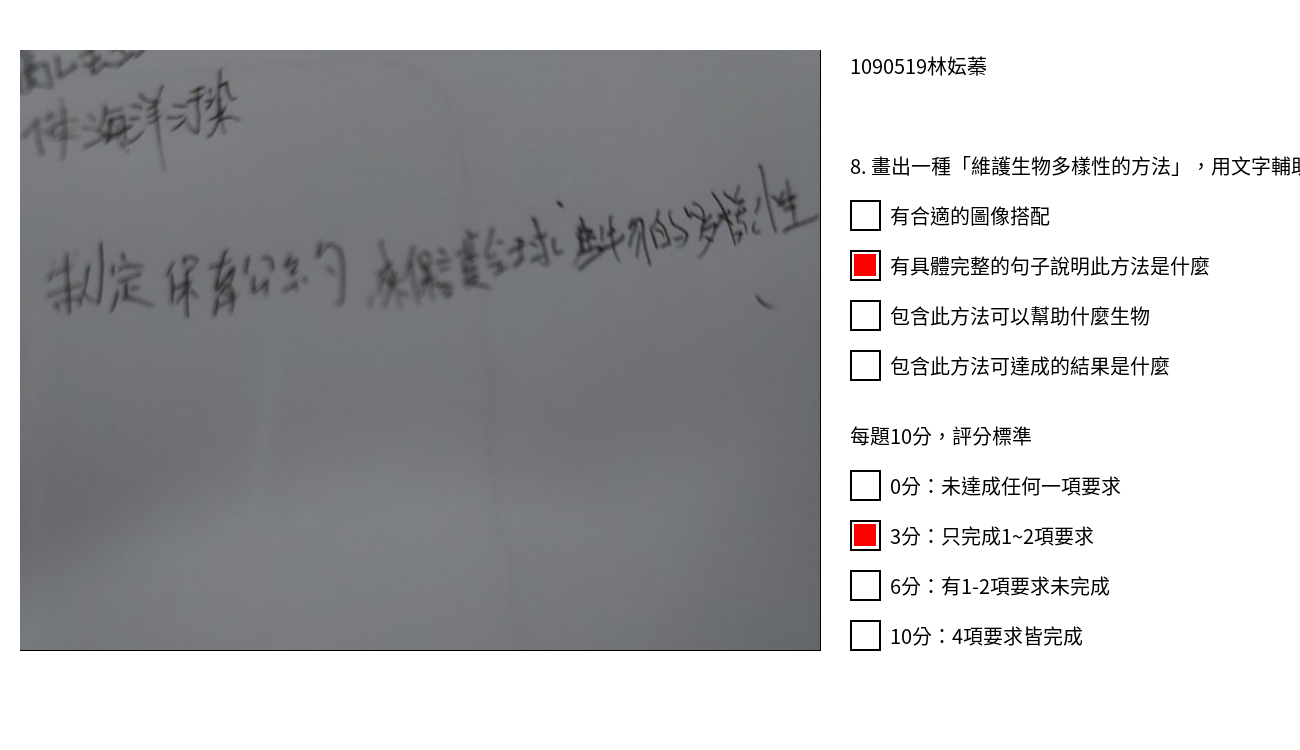 海洋汙染
制定保育公約 來保護全球生物的多樣性
1090519林妘蓁
8. 畫出一種「維護生物多樣性的方法」，用文字輔助
有合適的圖像搭配
有具體完整的句子說明此方法是什麼
包含此方法可以幫助什麼生物
包含此方法可達成的結果是什麼
每題10分，評分標準
0分：未達成任何一項要求
3分：只完成1~2項要求
6分：有1-2項要求未完成
10分：4項要求皆完成